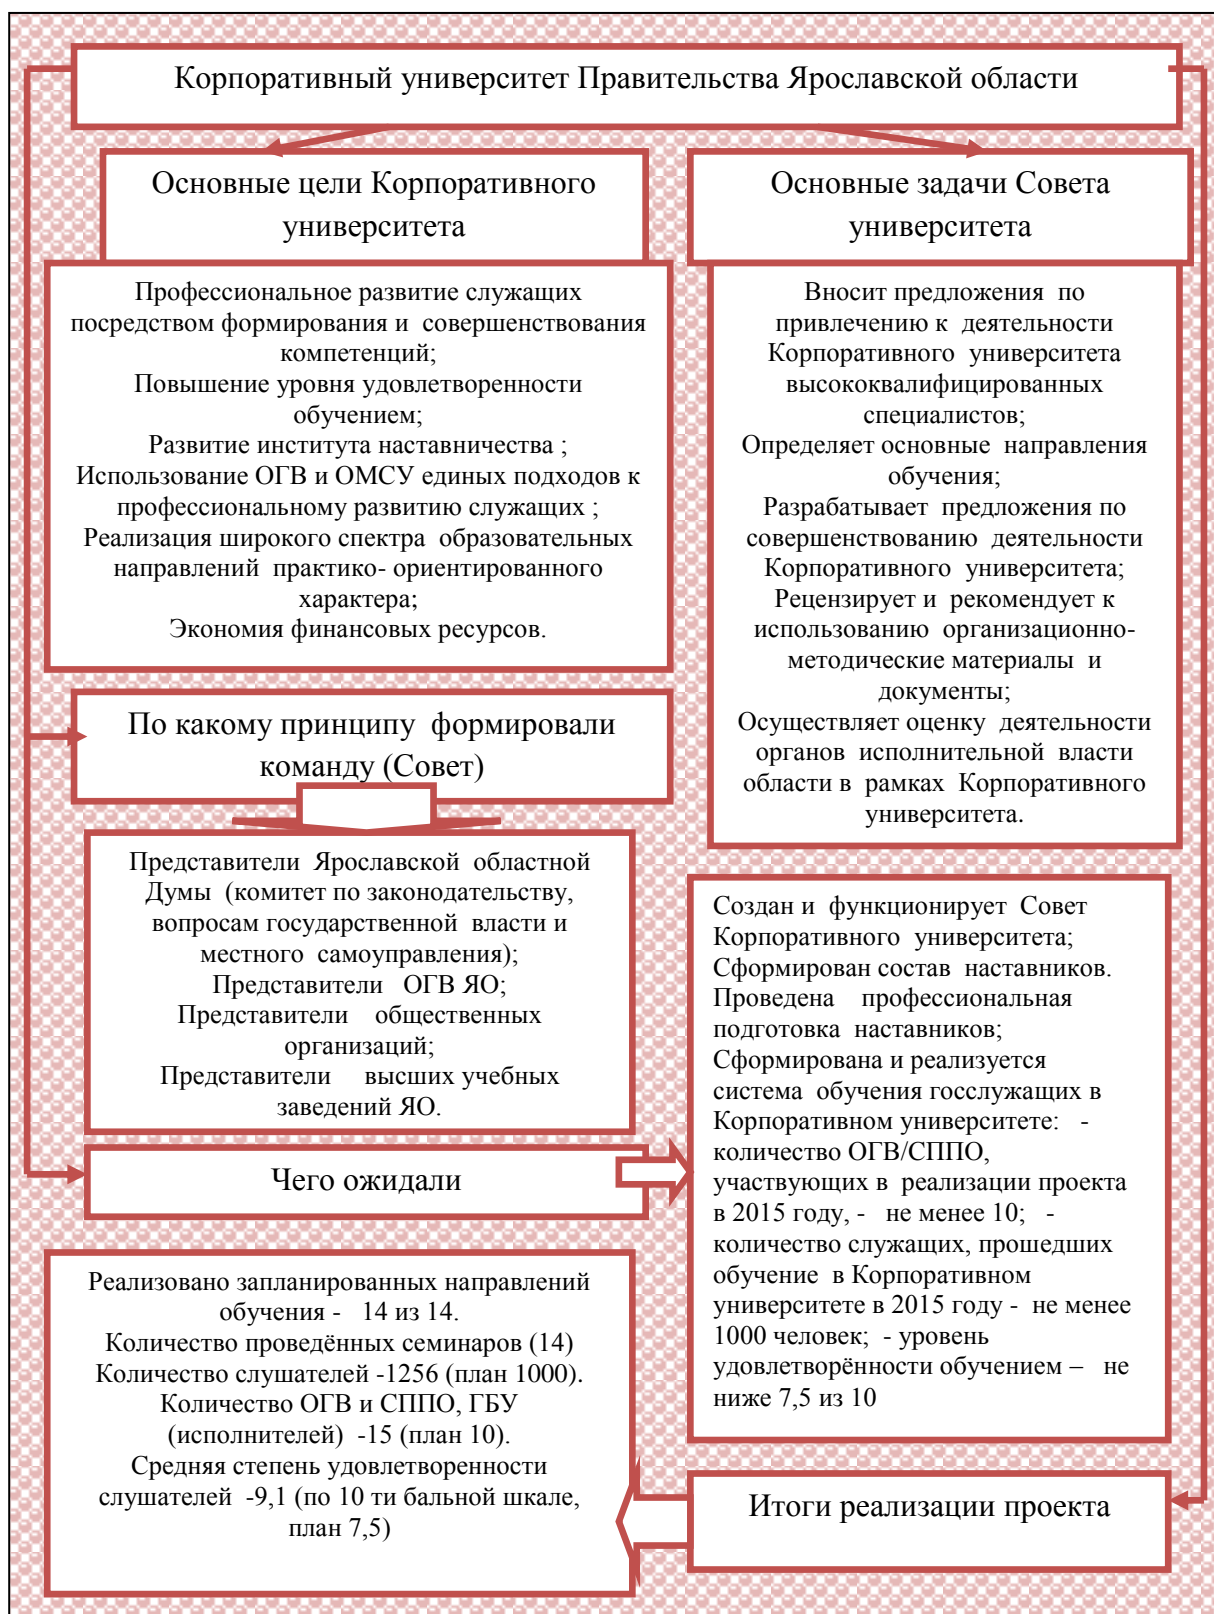 Корпоративный университет Правительства Ярославской области
Основные цели Корпоративного
университета
Профессиональное развитие служащих
посредством формирования и совершенствования
компетенций;
Повышение уровня удовлетворенности
обучением;
Развитие института наставничества ;
Использование ОГВ и ОМСУ единых подходов к
профессиональному развитию служащих ;
Реализация широкого спектра образовательных
направлений практико- ориентированного
характера;
Экономия финансовых ресурсов.
Основные задачи Совета
университета
Вносит предложения по
привлечению к деятельности
Корпоративного университета
высококвалифицированных
специалистов;
Определяет основные направления
обучения;
Разрабатывает предложения по
совершенствованию деятельности
Корпоративного университета;
Рецензирует и рекомендует к
использованию организационно-
методические материалы и
документы;
Осуществляет оценку деятельности
органов исполнительной власти
области в рамках Корпоративного
университета.
По какому принципу формировали
команду (Совет)
Представители Ярославской областной
Думы (комитет по законодательству,
вопросам государственной власти и
местного самоуправления);
Представители ОГВ ЯО;
Представители общественных
организаций;
Представители высших учебных
заведений ЯО.
Чего ожидали
Создан и функционирует Совет
Корпоративного университета;
Сформирован состав наставников.
Проведена профессиональная
подготовка наставников;
Сформирована и реализуется
система обучения госслужащих в
Корпоративном университете: -
количество ОГВ/СППО,
участвующих в реализации проекта
в 2015 году, - не менее 10; -
количество служащих, прошедших
обучение в Корпоративном
университете в 2015 году - не менее
1000 человек; - уровень
удовлетворённости обучением – не
ниже 7,5 из 10
Итоги реализации проекта
Реализовано запланированных направлений
обучения - 14 из 14.
Количество проведённых семинаров (14)
Количество слушателей -1256 (план 1000).
Количество ОГВ и СППО, ГБУ
(исполнителей) -15 (план 10).
Средняя степень удовлетворенности
слушателей -9,1 (по 10 ти бальной шкале,
план 7,5)